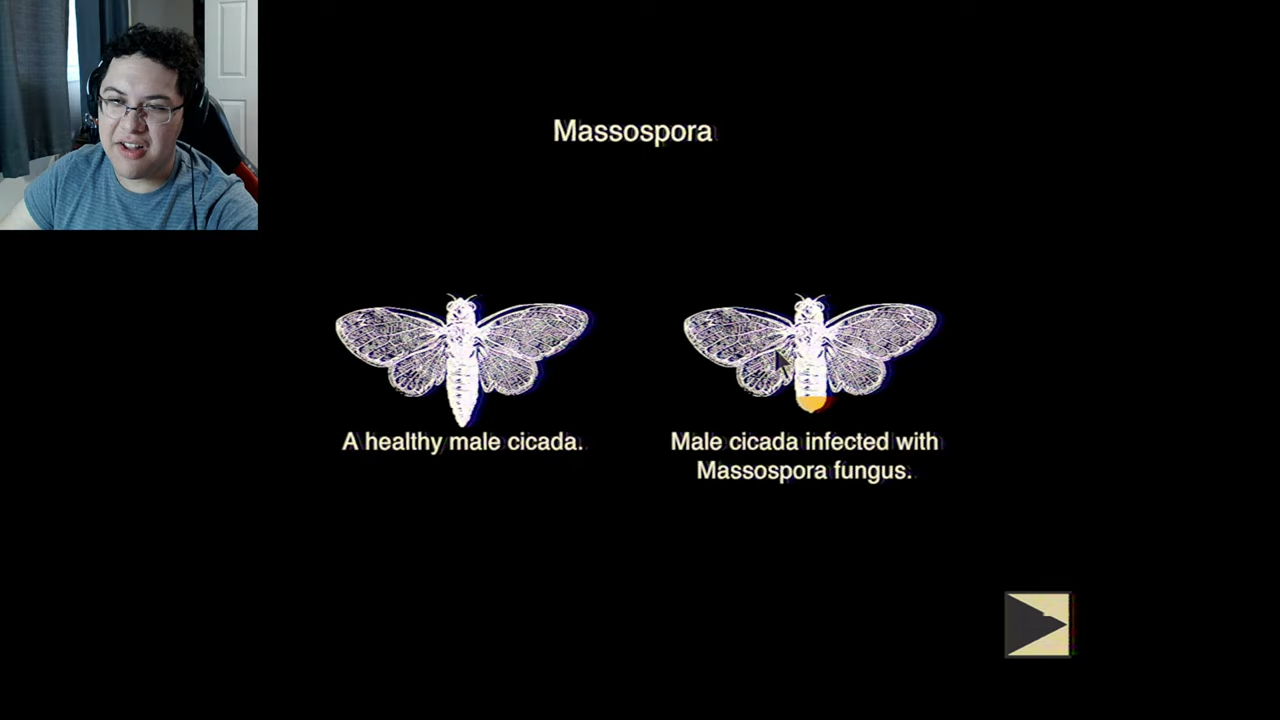 Massospora
A healthy male cicada.
Male cicada infected with
Massospora fungus.